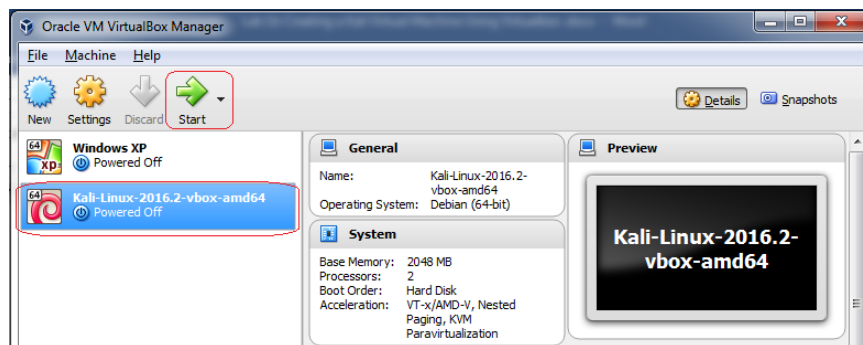 Oracle VM VirtualBox Manager
File Machine Help
New Settings Discard Start
Details Snapshots
64 XP Windows XP
Powered Off
64 Kali-Linux-2016.2-vbox-amd64
Powered Off
General
Name: Kali-Linux-2016.2-
vbox-amd64
Operating System: Debian (64-bit)
System
Base Memory: 2048 MB
Processors: 2
Boot Order: Hard Disk
Acceleration: VT-x/AMD-V, Nested
Paging, KVM
Paravirtualization
Preview
Kali-Linux-2016.2-
vbox-amd64